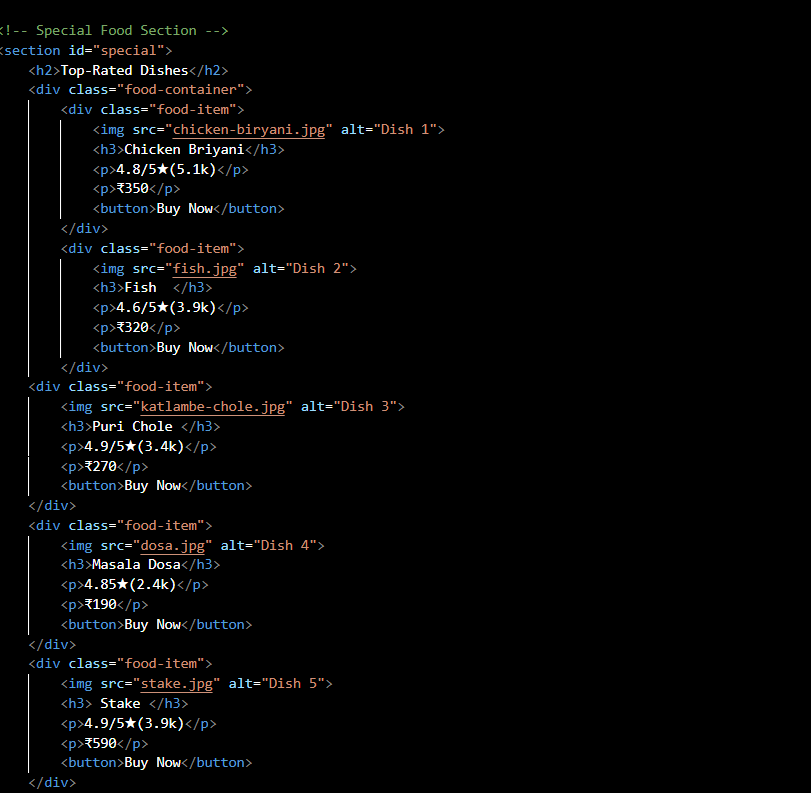 <!-- Special Food Section -->
<section id="special">
    <h2>Top-Rated Dishes</h2>
    <div class="food-container">
        <div class="food-item">
            <img src="chicken-biryani.jpg" alt="Dish 1">
            <h3>Chicken Briyani</h3>
            <p>4.8/5★(5.1k)</p>
            <p>₹350</p>
            <button>Buy Now</button>
        </div>
        <div class="food-item">
            <img src="fish.jpg" alt="Dish 2">
            <h3>Fish  </h3>
            <p>4.6/5★(3.9k)</p>
            <p>₹320</p>
            <button>Buy Now</button>
        </div>
    <div class="food-item">
        <img src="katlambe-chole.jpg" alt="Dish 3">
        <h3>Puri Chole </h3>
        <p>4.9/5★(3.4k)</p>
        <p>₹270</p>
        <button>Buy Now</button>
    </div>
    <div class="food-item">
        <img src="dosa.jpg" alt="Dish 4">
        <h3>Masala Dosa</h3>
        <p>4.85★(2.4k)</p>
        <p>₹190</p>
        <button>Buy Now</button>
    </div>
    <div class="food-item">
        <img src="stake.jpg" alt="Dish 5">
        <h3> Stake </h3>
        <p>4.9/5★(3.9k)</p>
        <p>₹590</p>
        <button>Buy Now</button>
    </div>